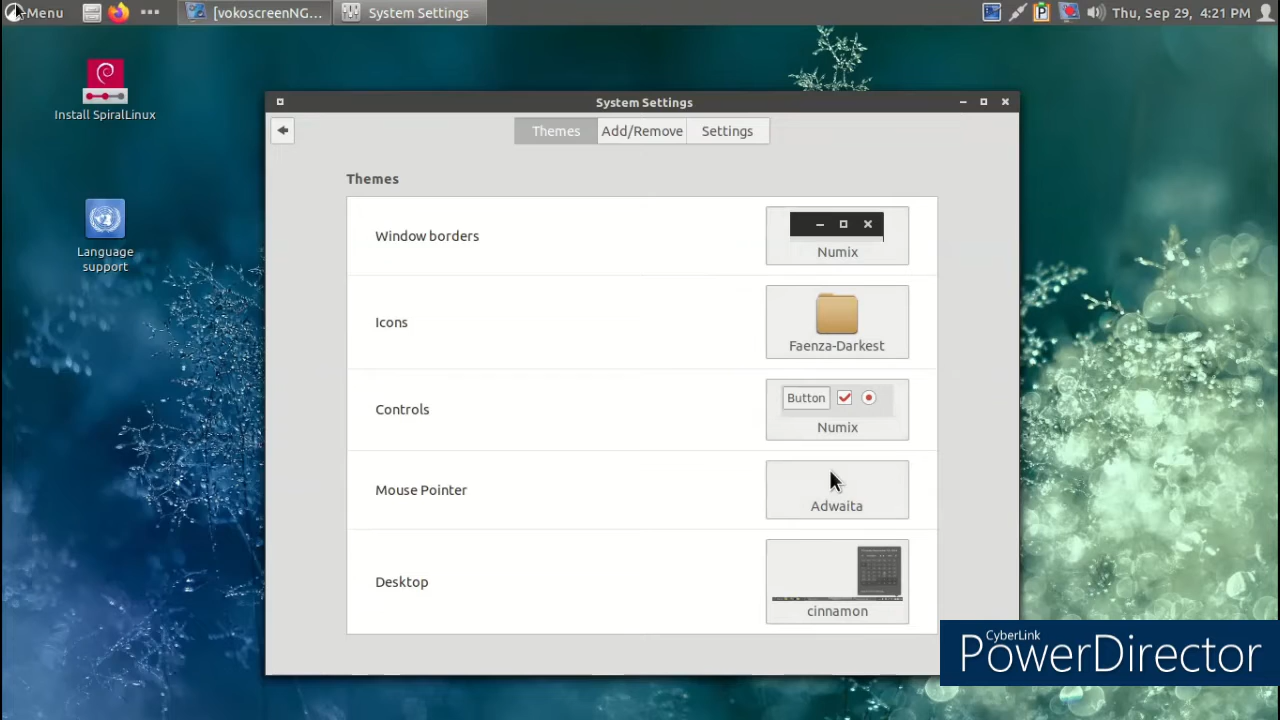 Menu
[vokoscreenNG...
System Settings
Thu, Sep 29, 4:21 PM
Install SpiralLinux
Language
support
System Settings
Themes
Add/Remove
Settings
Themes
Window borders
Numix
Icons
Faenza-Darkest
Controls
Button
Numix
Mouse Pointer
Adwaita
Desktop
cinnamon
CyberLink
PowerDirector